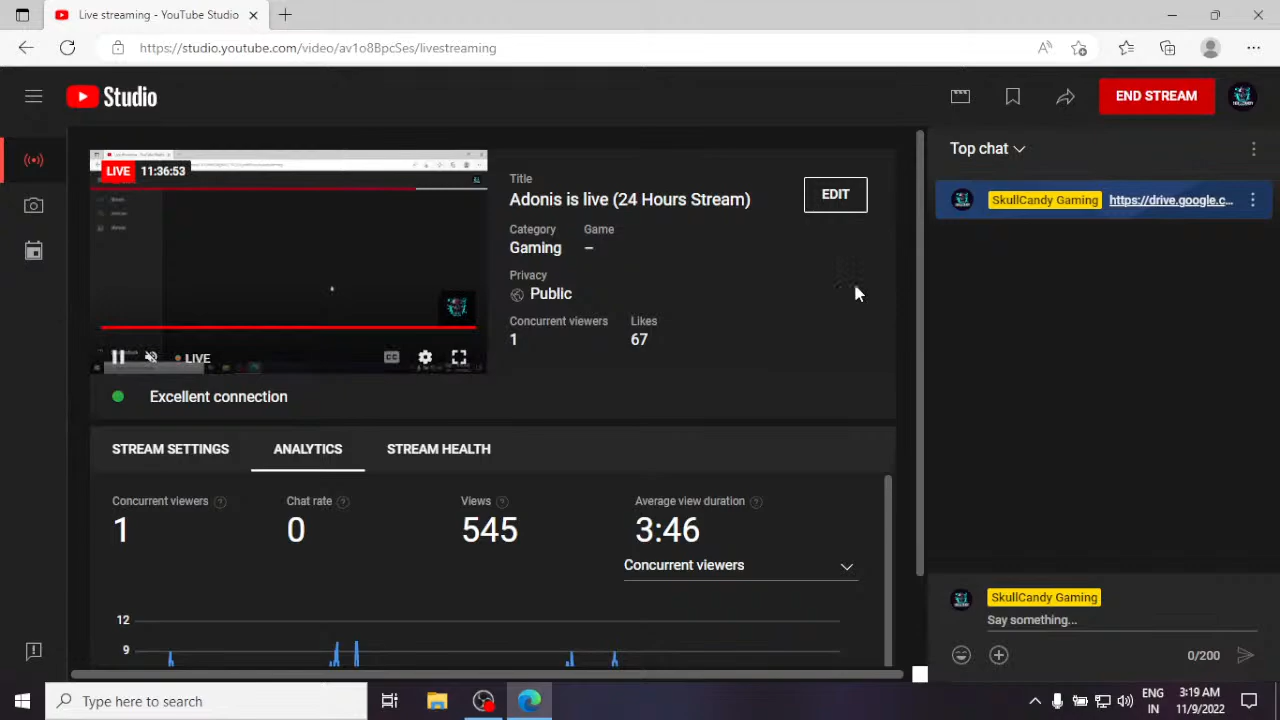 Live streaming - YouTube Studio
https://studio.youtube.com/video/av1o8BpcSes/livestreaming
Studio
END STREAM
LIVE 11:36:53
LIVE
CC
Title
Adonis is live (24 Hours Stream)
EDIT
Category Game
Gaming –
Privacy
Public
Concurrent viewers Likes
1 67
Top chat
SkullCandy Gaming https://drive.google.c...
Excellent connection
STREAM SETTINGS ANALYTICS STREAM HEALTH
Concurrent viewers Chat rate Views Average view duration
1 0 545 3:46
Concurrent viewers
12
9
SkullCandy Gaming
Say something...
0/200
Type here to search
ENG
IN
3:19 AM
11/9/2022